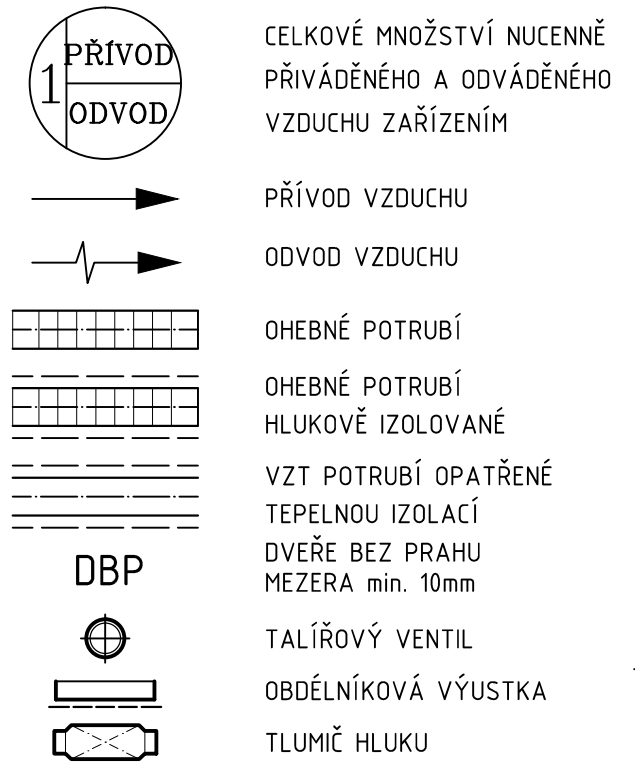 PŘÍVOD
1
ODVOD
CELKOVÉ MNOŽSTVÍ NUCENNĚ
PŘIVÁDĚNÉHO A ODVÁDĚNÉHO
VZDUCHU ZAŘÍZENÍM
PŘÍVOD VZDUCHU
ODVOD VZDUCHU
OHEBNÉ POTRUBÍ
OHEBNÉ POTRUBÍ
HLUKOVĚ IZOLOVANÉ
VZT POTRUBÍ OPATŘENÉ
TEPELNOU IZOLACÍ
DBP
DVEŘE BEZ PRAHU
MEZERA min. 10mm
TALÍŘOVÝ VENTIL
OBDÉLNÍKOVÁ VÝUSTKA
TLUMIČ HLUKU